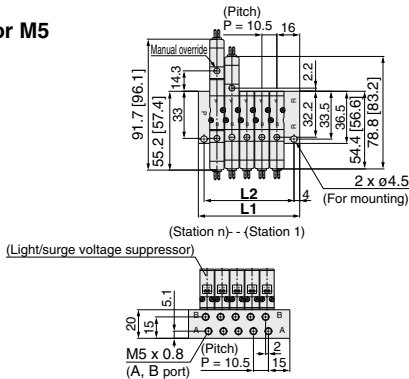 or M5
(Pitch)
P = 10.5
16
Manual override
14.3
2.2
91.7 [96.1]
55.2 [57.4]
33
32.2
33.5
36.5
54.4 [56.6]
78.8 [83.2]
P
R
R
L2
4
L1
2 x ø4.5
(For mounting)
(Station n)- - (Station 1)
(Light/surge voltage suppressor)
5.1
20
15
B
B
A
A
M5 x 0.8
(A, B port)
(Pitch)
P = 10.5
2
15